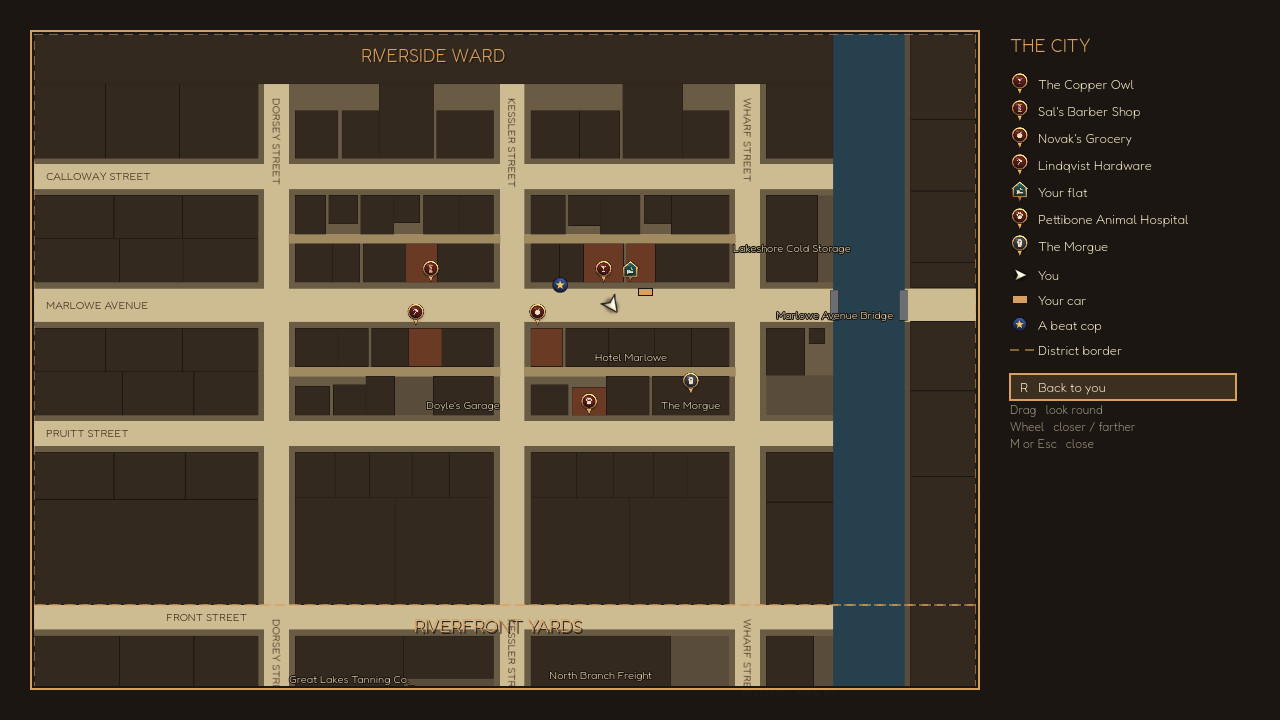 RIVERSIDE WARD
DORSEY STREET
KESSLER STREET
WHARF STREET
CALLOWAY STREET
Lakeshore Cold Storage
MARLOWE AVENUE
Marlowe Avenue Bridge
Hotel Marlowe
Doyle's Garage
The Morgue
PRUITT STREET
FRONT STREET
RIVERFRONT YARDS
DORSEY STRE
KESSLER STRE
WHARF STREE
Great Lakes Tanning Co.
North Branch Freight
THE CITY
The Copper Owl
Sal's Barber Shop
Novak's Grocery
Lindqvist Hardware
Your flat
Pettibone Animal Hospital
The Morgue
You
Your car
A beat cop
District border
R Back to you
Drag look round
Wheel closer / farther
M or Esc close